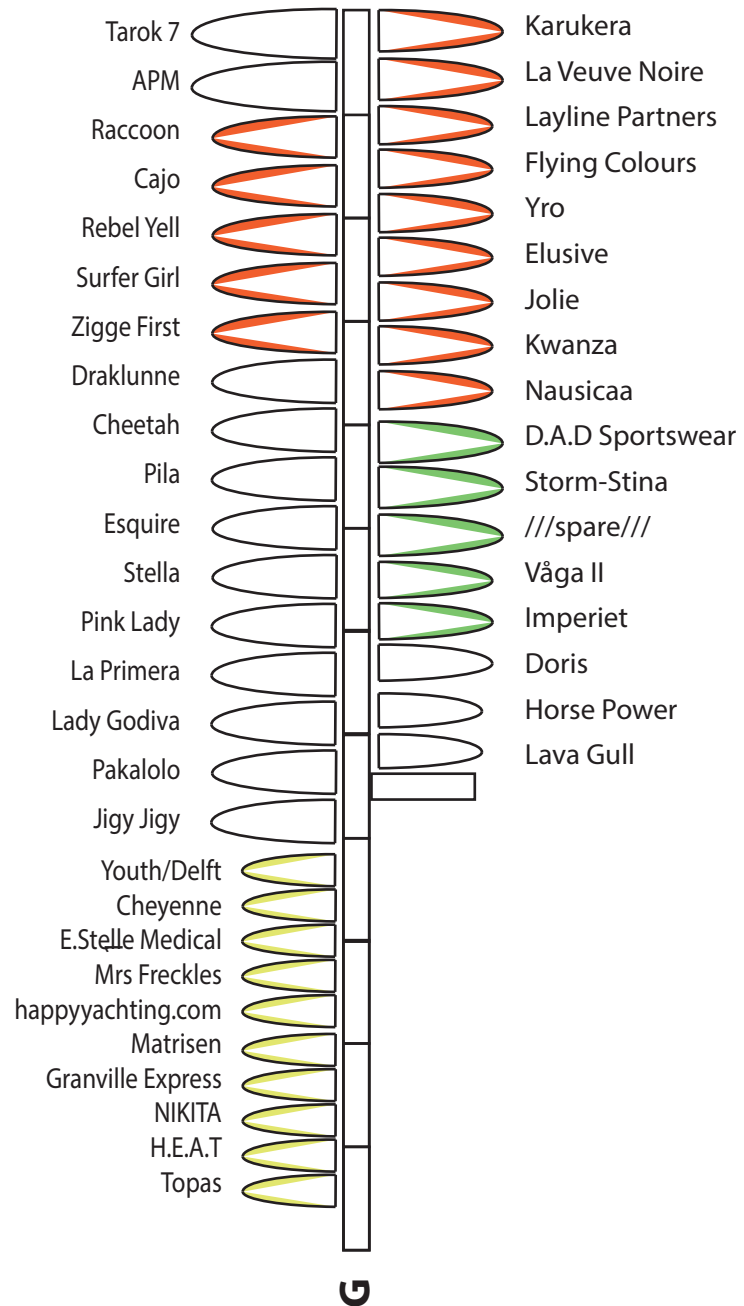 Tarok 7
APM
Raccoon
Cajo
Rebel Yell
Surfer Girl
Zigge First
Draklunne
Cheetah
Pila
Esquire
Stella
Pink Lady
La Primera
Lady Godiva
Pakalolo
Jigy Jigy
Youth/Delft
Cheyenne
E.Stelle Medical
Mrs Freckles
happyyachting.com
Matrisen
Granville Express
NIKITA
H.E.A.T
Topas
Karukera
La Veuve Noire
Layline Partners
Flying Colours
Yro
Elusive
Jolie
Kwanza
Nausicaa
D.A.D Sportswear
Storm-Stina
///spare///
Våga II
Imperiet
Doris
Horse Power
Lava Gull
G